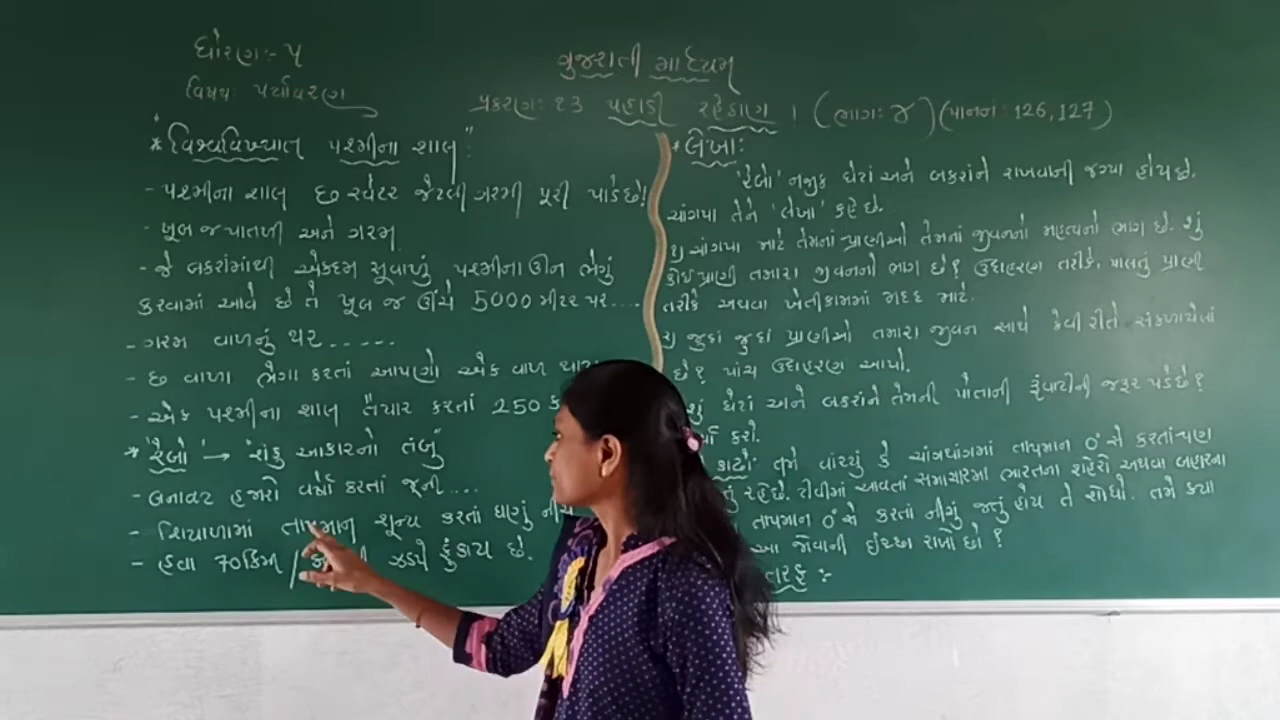 ધોરણ:- ૫
ગુજરાતી માધ્યમ
વિષય: પર્યાવરણ
પ્રકરણ: ૧૩ પહાડી રહેઠાણ । (ભાગ: ૪) (પાનનં: 126, 127)
* "વિશ્વવિખ્યાત પશ્મીના શાલ":
- પશ્મીના શાલ છ સ્વેટર જેટલી ગરમી પૂરી પાડે છે!
- ખૂબ જ પાતળી અને ગરમ
- જે બકરાંમાંથી એકદમ સુવાળું પશ્મીના ઊન ભેગું
કરવામાં આવે છે તે ખૂબ જ ઊંચે 5000 મીટર પર....
- ગરમ વાળનું થર.....
- છ વાળા ભેગા કરતાં આપણો એક વાળ
- એક પશ્મીના શાલ તૈયાર કરતાં 250
* 'રેબો' → 'શંકુ આકારનો તંબુ'
- બનાવટ હજારો વર્ષો કરતાં જૂની....
- શિયાળામાં તાપમાન શૂન્ય કરતાં ઘણું
- હવા 70 કિમી / ઝડપે ફૂંકાય છે.
* લેખા:
'રેબો' નજીક ઘેટાં અને બકરાંને રાખવાની જગ્યા હોય છે.
ચાંગપા તેને 'લેખા' કહે છે.
૧) ચાંગપા માટે તેમનાં પ્રાણીઓ તેમનાં જીવનનો મહત્વનો ભાગ છે. શું
કોઈ પ્રાણી તમારા જીવનનો ભાગ છે? ઉદાહરણ તરીકે, પાલતું પ્રાણી
તરીકે અથવા ખેતીકામમાં મદદ માટે.
૨) જુદાં જુદાં પ્રાણીઓ તમારા જીવન સાથે કેવી રીતે સંકળાયેલાં
છે? પાંચ ઉદાહરણ આપો.
શું ઘેટાં અને બકરાંને તેમની પોતાની રૂંવાટીની જરૂર પડે છે?
કરો.
કાઢો: તમે વાંચ્યું કે ચાંગથાંગમાં તાપમાન 0° સે કરતાં પણ
રહે છે. ટીવીમાં આવતાં સમાચારમાં ભારતના શહેરો અથવા બહારના
તાપમાન 0° સે કરતાં નીચું જતું હોય તે શોધો. તમે ક્યા
આ જોવાની ઈચ્છા રાખો છો?
તરફ :-